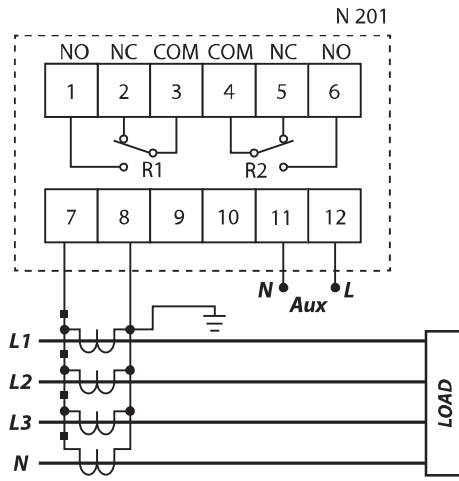 N 201
NO NC COM COM NC NO
1 2 3 4 5 6
R1 R2
7 8 9 10 11 12
N Aux L
L1
L2
L3
N
LOAD